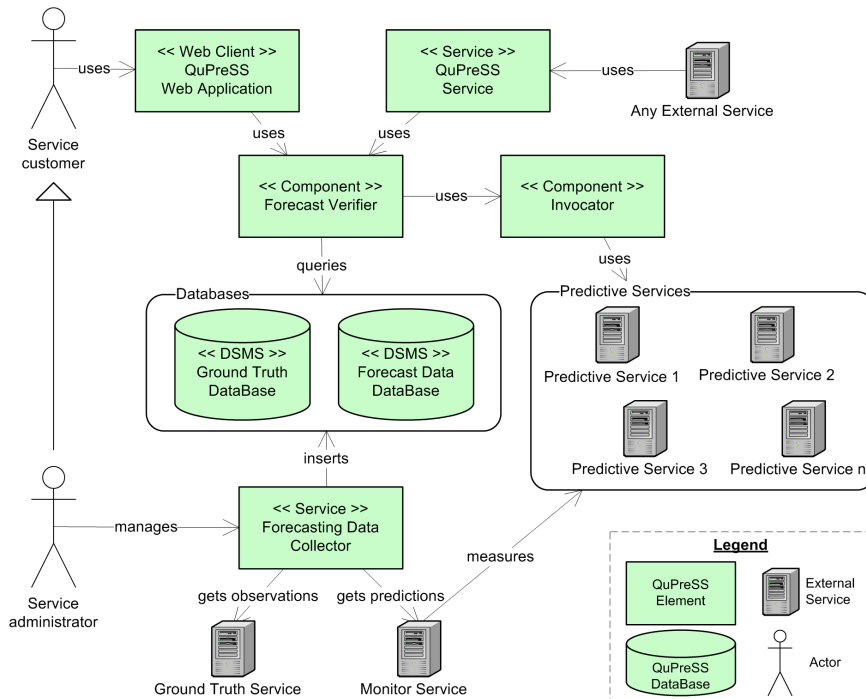 << Web Client >>
QuPreSS
Web Application
<< Service >>
QuPreSS
Service
uses
uses
Any External Service
Service
customer
uses
uses
<< Component >>
Forecast Verifier
uses
<< Component >>
Invocator
queries
uses
Databases
<< DSMS >>
Ground Truth
DataBase
<< DSMS >>
Forecast Data
DataBase
Predictive Services
Predictive Service 1
Predictive Service 2
Predictive Service 3
Predictive Service n
inserts
<< Service >>
Forecasting Data
Collector
manages
Service
administrator
measures
gets observations
gets predictions
Ground Truth Service
Monitor Service
Legend
QuPreSS
Element
External
Service
QuPreSS
DataBase
Actor